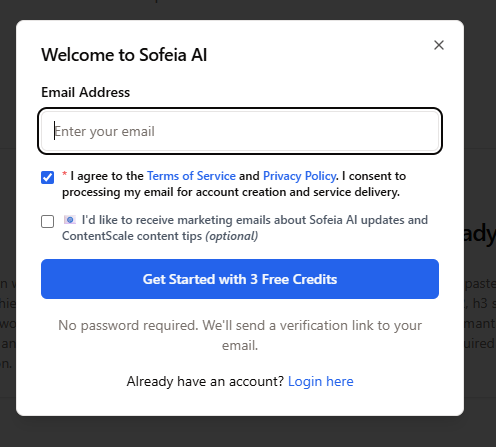 Welcome to Sofeia AI
Email Address
Enter your email
* I agree to the Terms of Service and Privacy Policy. I consent to
processing my email for account creation and service delivery.
I'd like to receive marketing emails about Sofeia AI updates and
ContentScale content tips (optional)
Get Started with 3 Free Credits
No password required. We'll send a verification link to your
email.
Already have an account? Login here